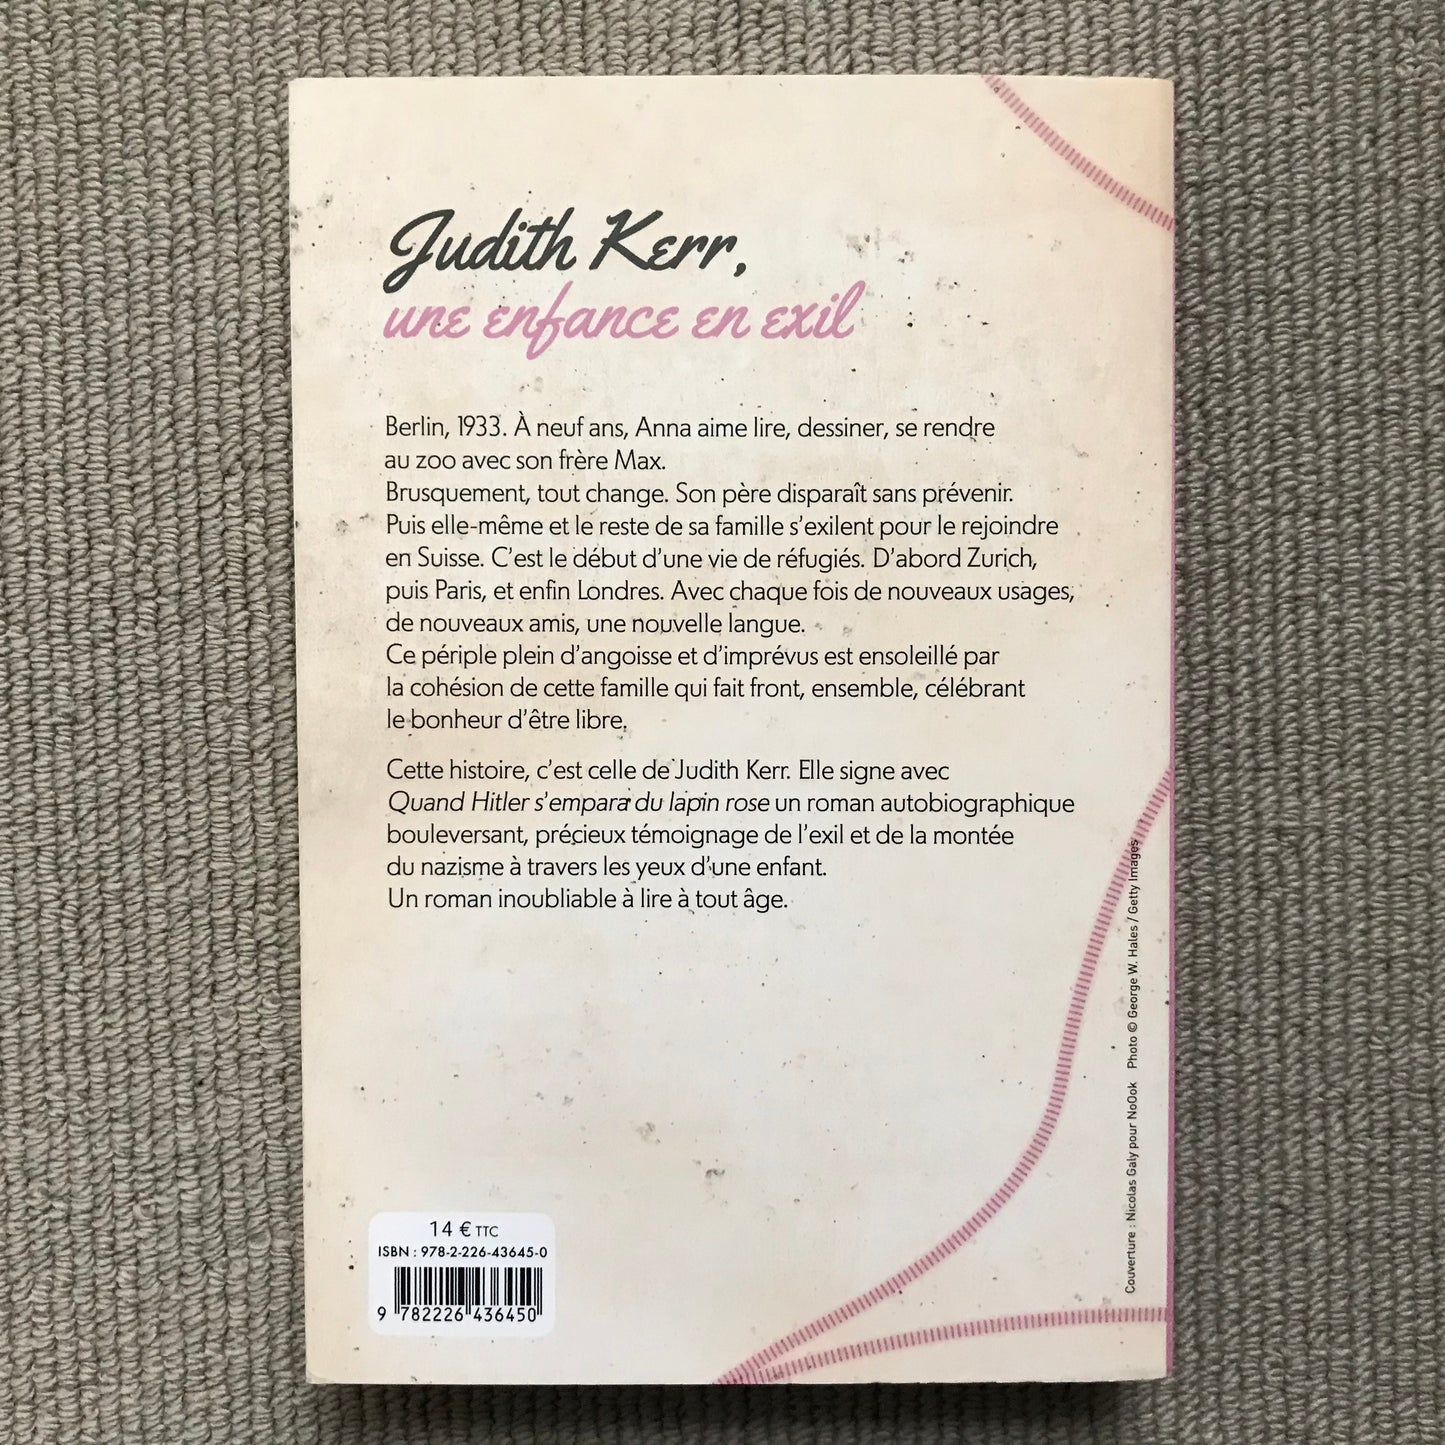 Judith Kerr,
une enfance en exil
Berlin, 1933. À neuf ans, Anna aime lire, dessiner, se rendre
au zoo avec son frère Max.
Brusquement, tout change. Son père disparaît sans prévenir.
Puis elle-même et le reste de sa famille s'exilent pour le rejoindre
en Suisse. C'est le début d'une vie de réfugiés. D'abord Zurich,
puis Paris, et enfin Londres. Avec chaque fois de nouveaux usages,
de nouveaux amis, une nouvelle langue.
Ce périple plein d'angoisse et d'imprévus est ensoleillé par
la cohésion de cette famille qui fait front, ensemble, célébrant
le bonheur d'être libre.
Cette histoire, c'est celle de Judith Kerr. Elle signe avec
Quand Hitler s'empara du lapin rose un roman autobiographique
bouleversant, précieux témoignage de l'exil et de la montée
du nazisme à travers les yeux d'une enfant.
Un roman inoubliable à lire à tout âge.
Couverture : Nicolas Galy pour NoOok Photo © George W. Hales / Getty Images
14 € TTC
ISBN : 978-2-226-43645-0
9 782226 436450